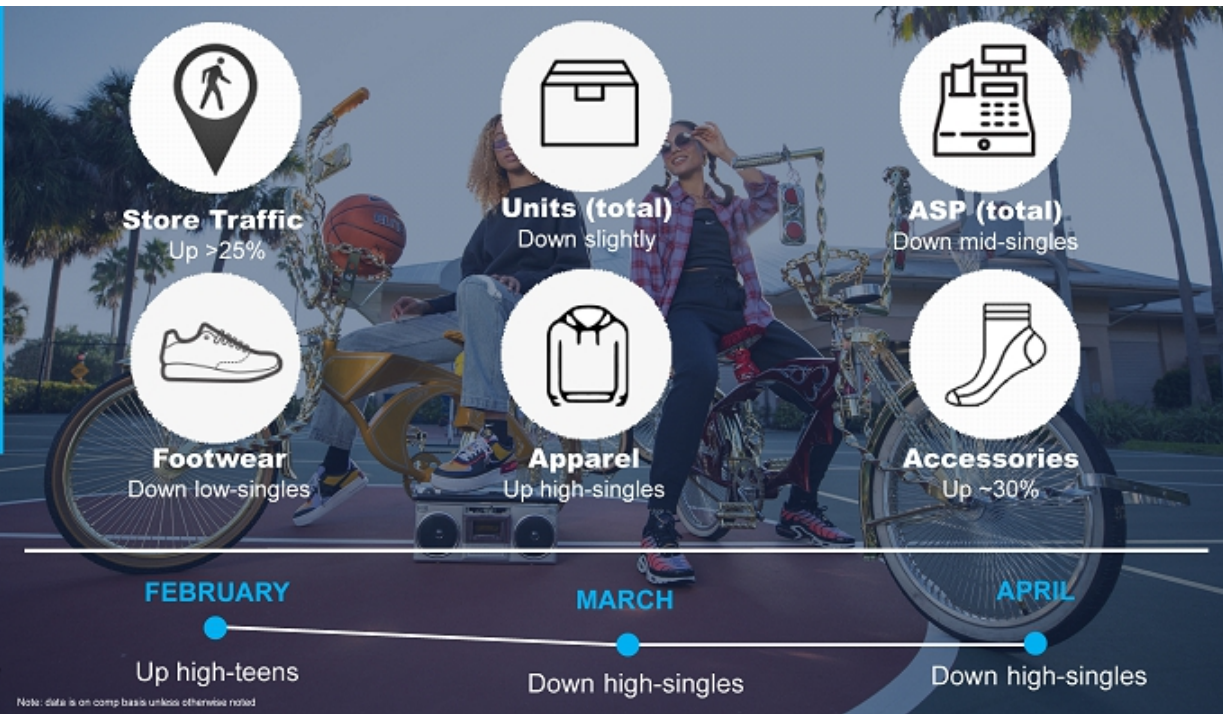 Store Traffic
Up >25%
Units (total)
Down slightly
ASP (total)
Down mid-singles
Footwear
Down low-singles
Apparel
Up high-singles
Accessories
Up ~30%
FEBRUARY
MARCH
APRIL
Up high-teens
Down high-singles
Down high-singles
Note: data is on comp basis unless otherwise noted